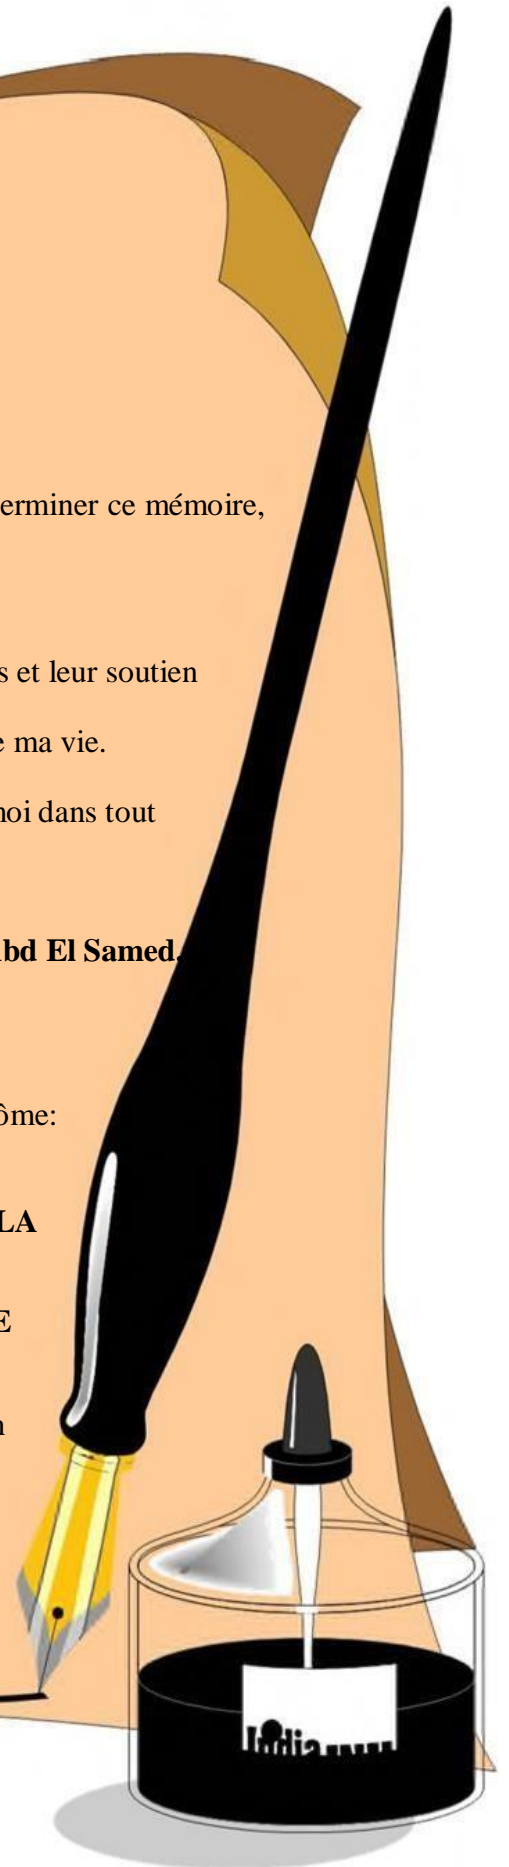 erminer ce mémoire,
s et leur soutien
e ma vie.
noi dans tout
bd El Samed.
ôme:
LA
E
n